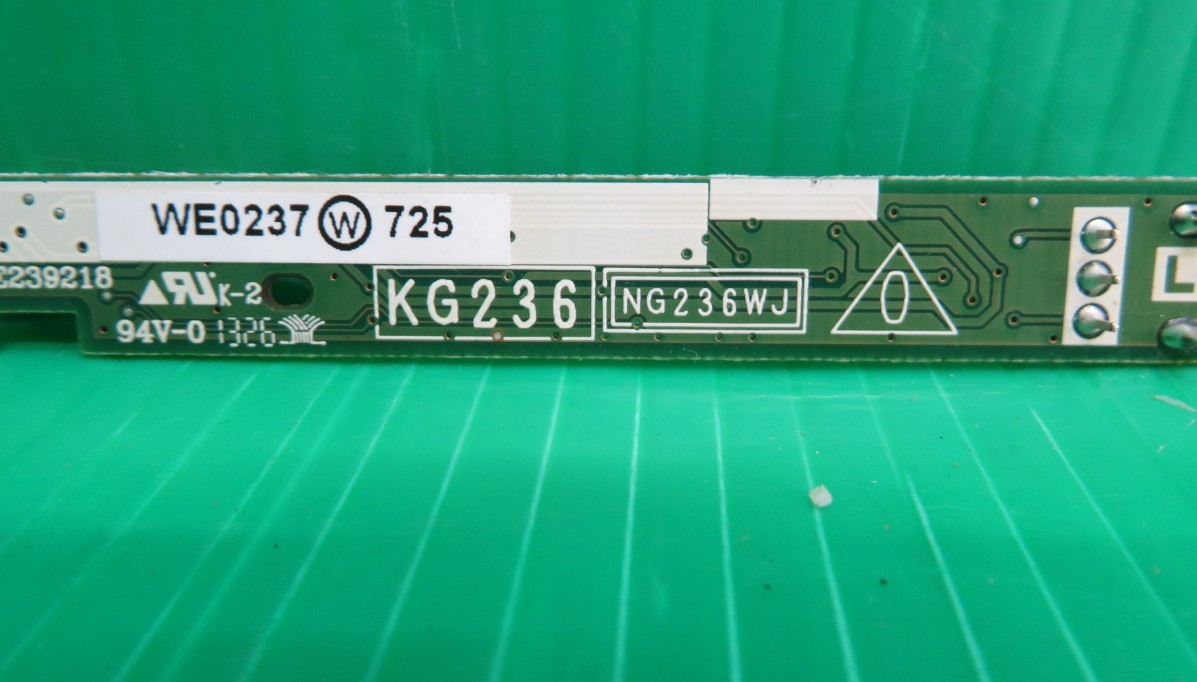 WE0237 W 725
E239218
K-2
94V-0 1326
KG236
NG236WJ
0